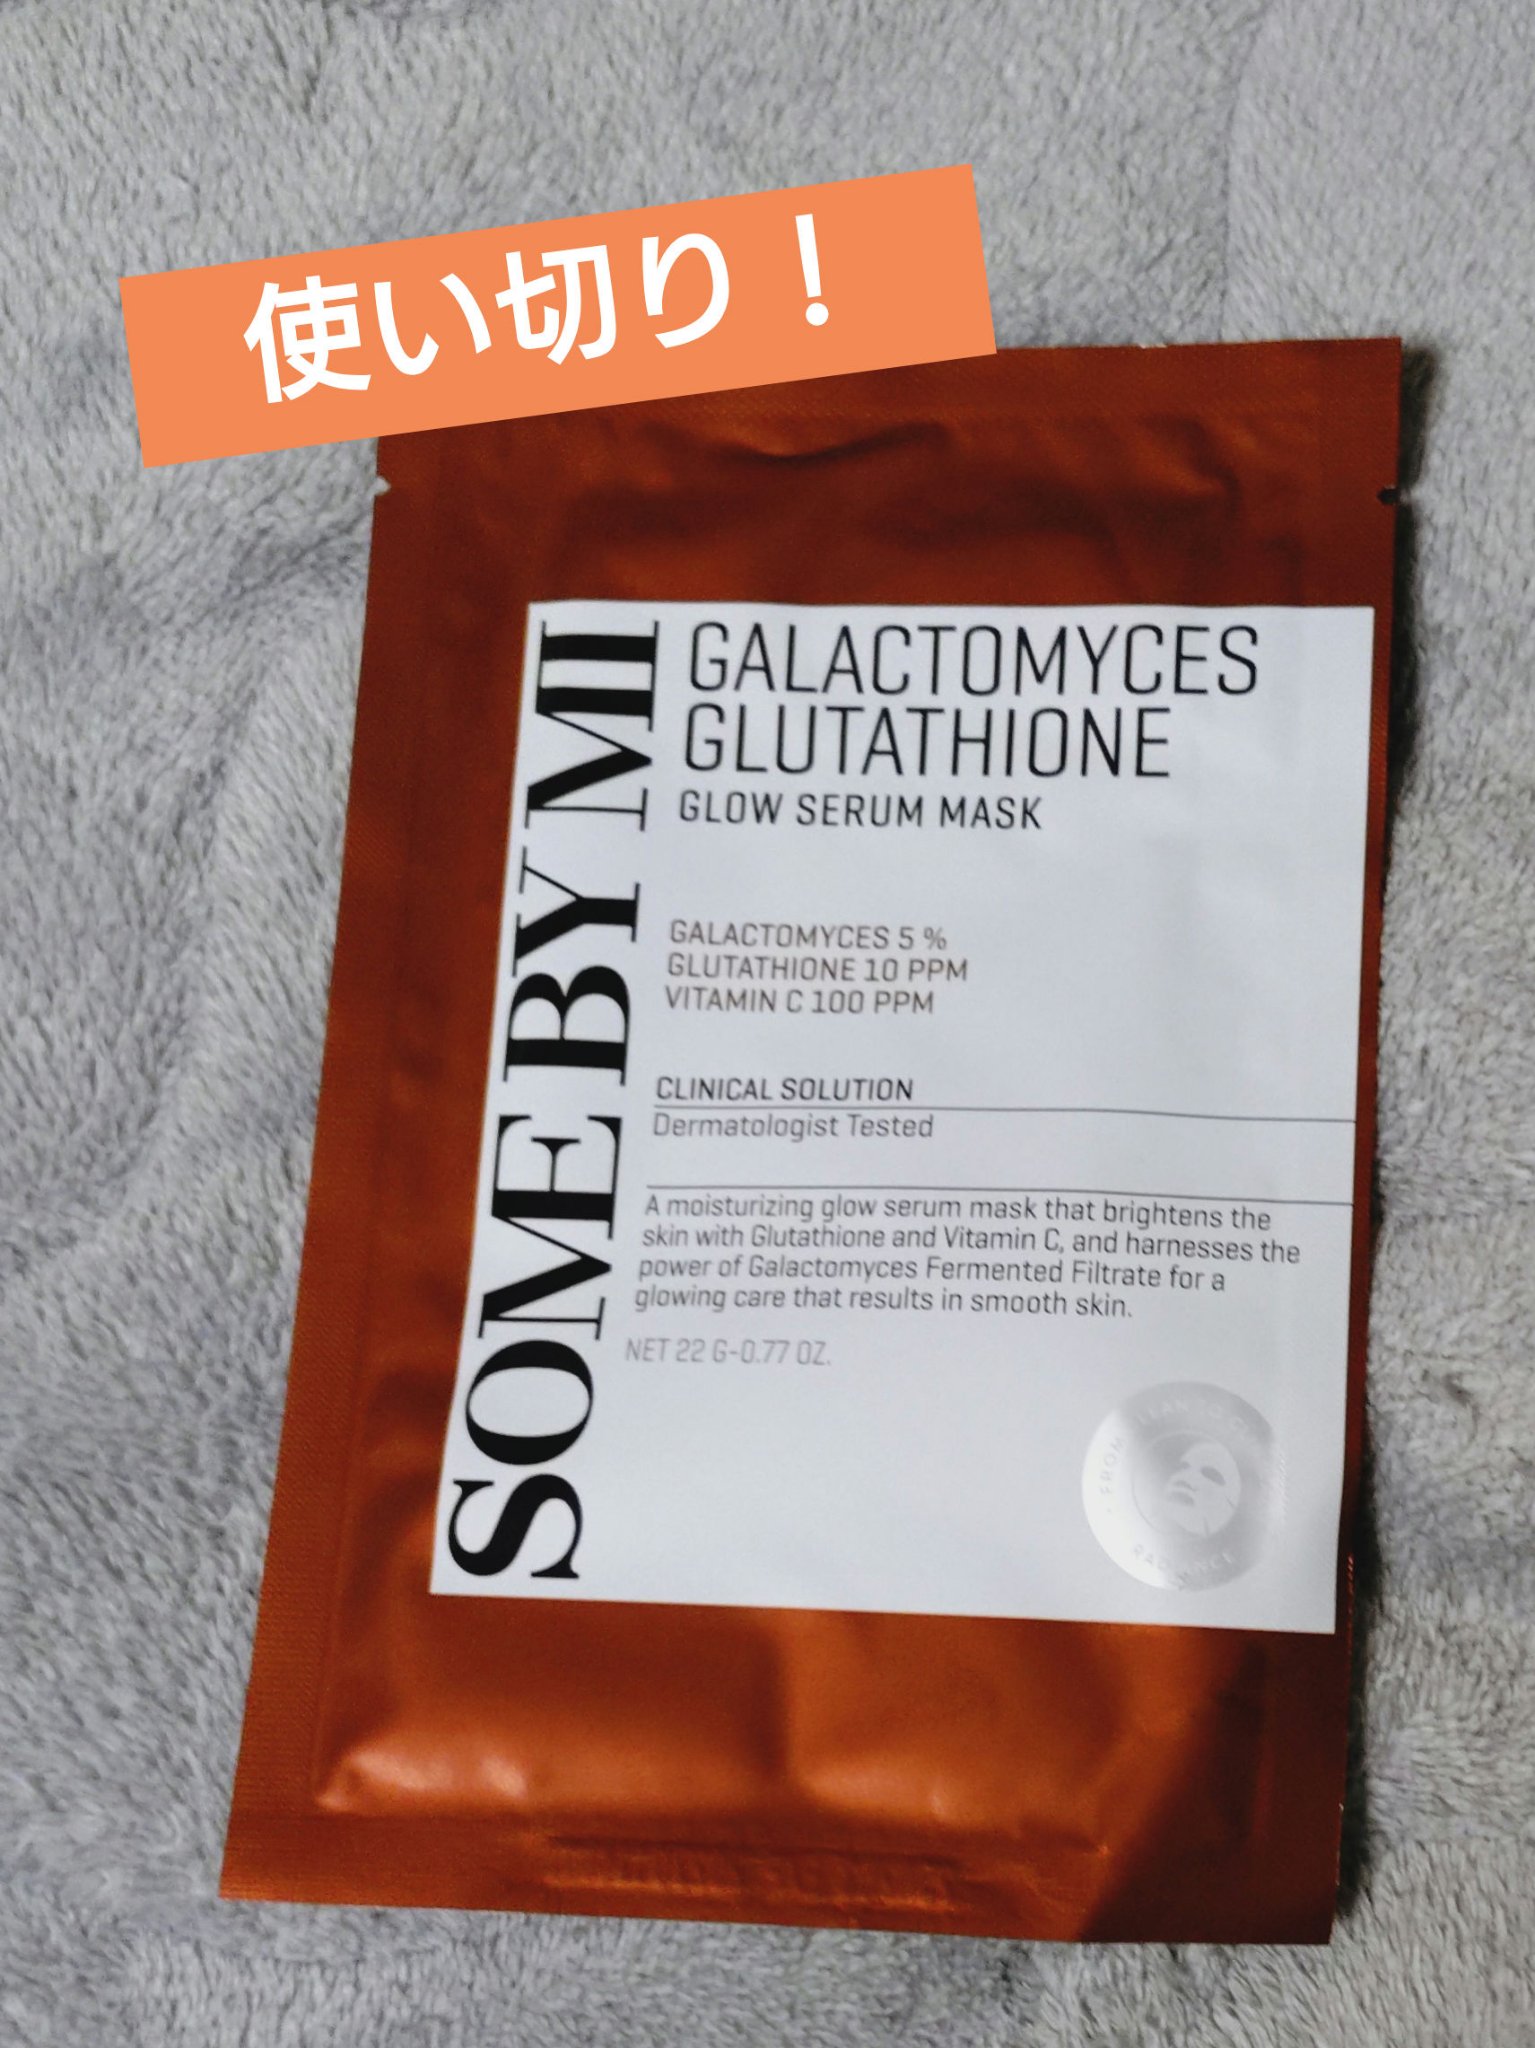 使い切り！
SOME BY MI
GALACTOMYCES
GLUTATHIONE
GLOW SERUM MASK
GALACTOMYCES 5 %
GLUTATHIONE 10 PPM
VITAMIN C 100 PPM
CLINICAL SOLUTION
Dermatologist Tested
A moisturizing glow serum mask that brightens the
skin with Glutathione and Vitamin C, and harnesses the
power of Galactomyces Fermented Filtrate for a
glowing care that results in smooth skin.
NET 22 G-0.77 OZ.
FROM
RADIANCE